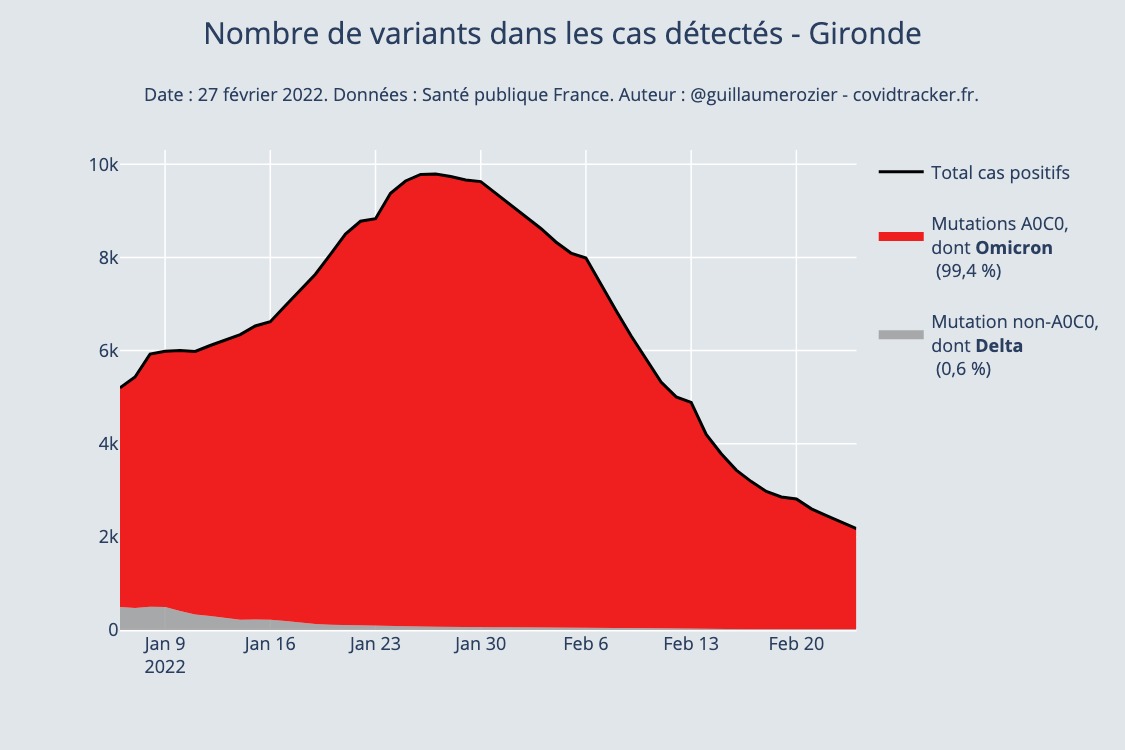 Nombre de variants dans les cas détectés - Gironde
Date : 27 février 2022. Données : Santé publique France. Auteur : @guillaumerozier - covidtracker.fr.
10k
8k
6k
4k
2k
0
Jan 9
2022
Jan 16
Jan 23
Jan 30
Feb 6
Feb 13
Feb 20
Total cas positifs
Mutations A0C0,
dont Omicron
(99,4 %)
Mutation non-A0C0,
dont Delta
(0,6 %)